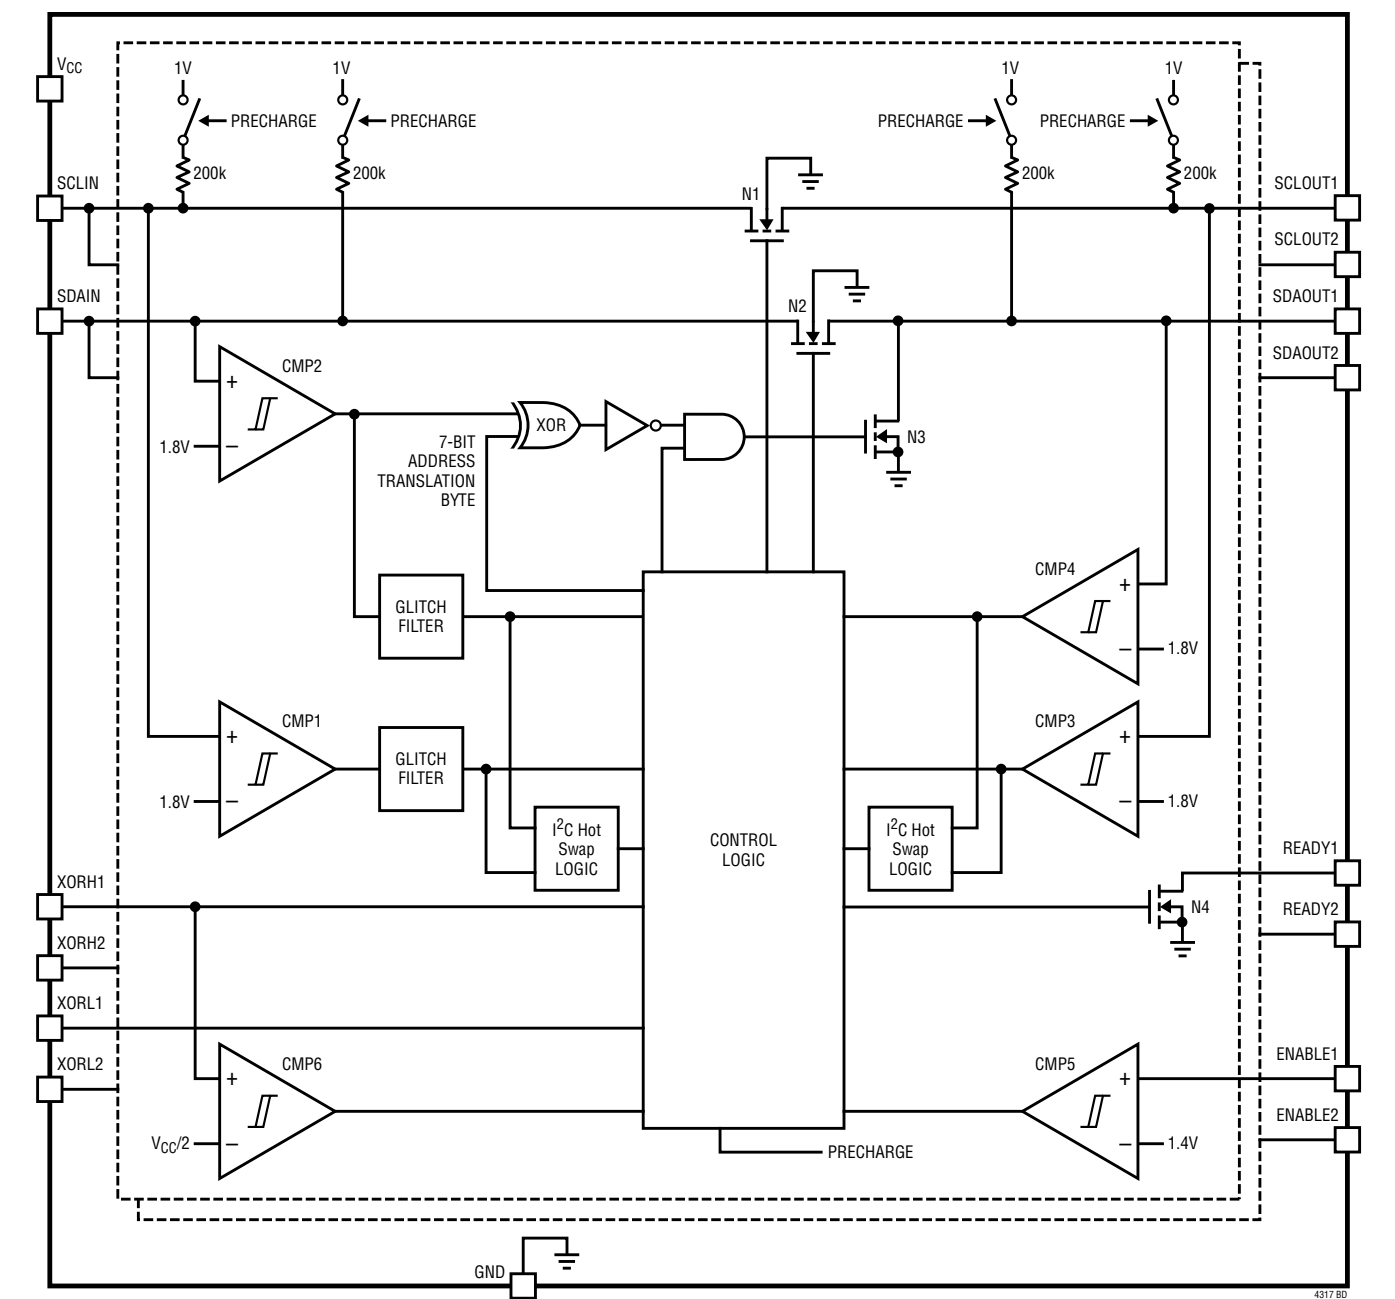 VCC
1V
1V
1V
1V
PRECHARGE
PRECHARGE
PRECHARGE
PRECHARGE
200k
200k
200k
200k
SCLIN
N1
SCLOUT1
SCLOUT2
SDAIN
N2
SDAOUT1
SDAOUT2
CMP2
+
1.8V
–
7-BIT
ADDRESS
TRANSLATION
BYTE
XOR
N3
CMP4
+
–
1.8V
GLITCH
FILTER
CMP1
+
1.8V
–
GLITCH
FILTER
CMP3
+
–
1.8V
I2C Hot
Swap
LOGIC
CONTROL
LOGIC
I2C Hot
Swap
LOGIC
READY1
N4
READY2
XORH1
XORH2
XORL1
XORL2
CMP6
+
VCC/2
–
CMP5
+
–
1.4V
ENABLE1
ENABLE2
PRECHARGE
GND
4317 BD